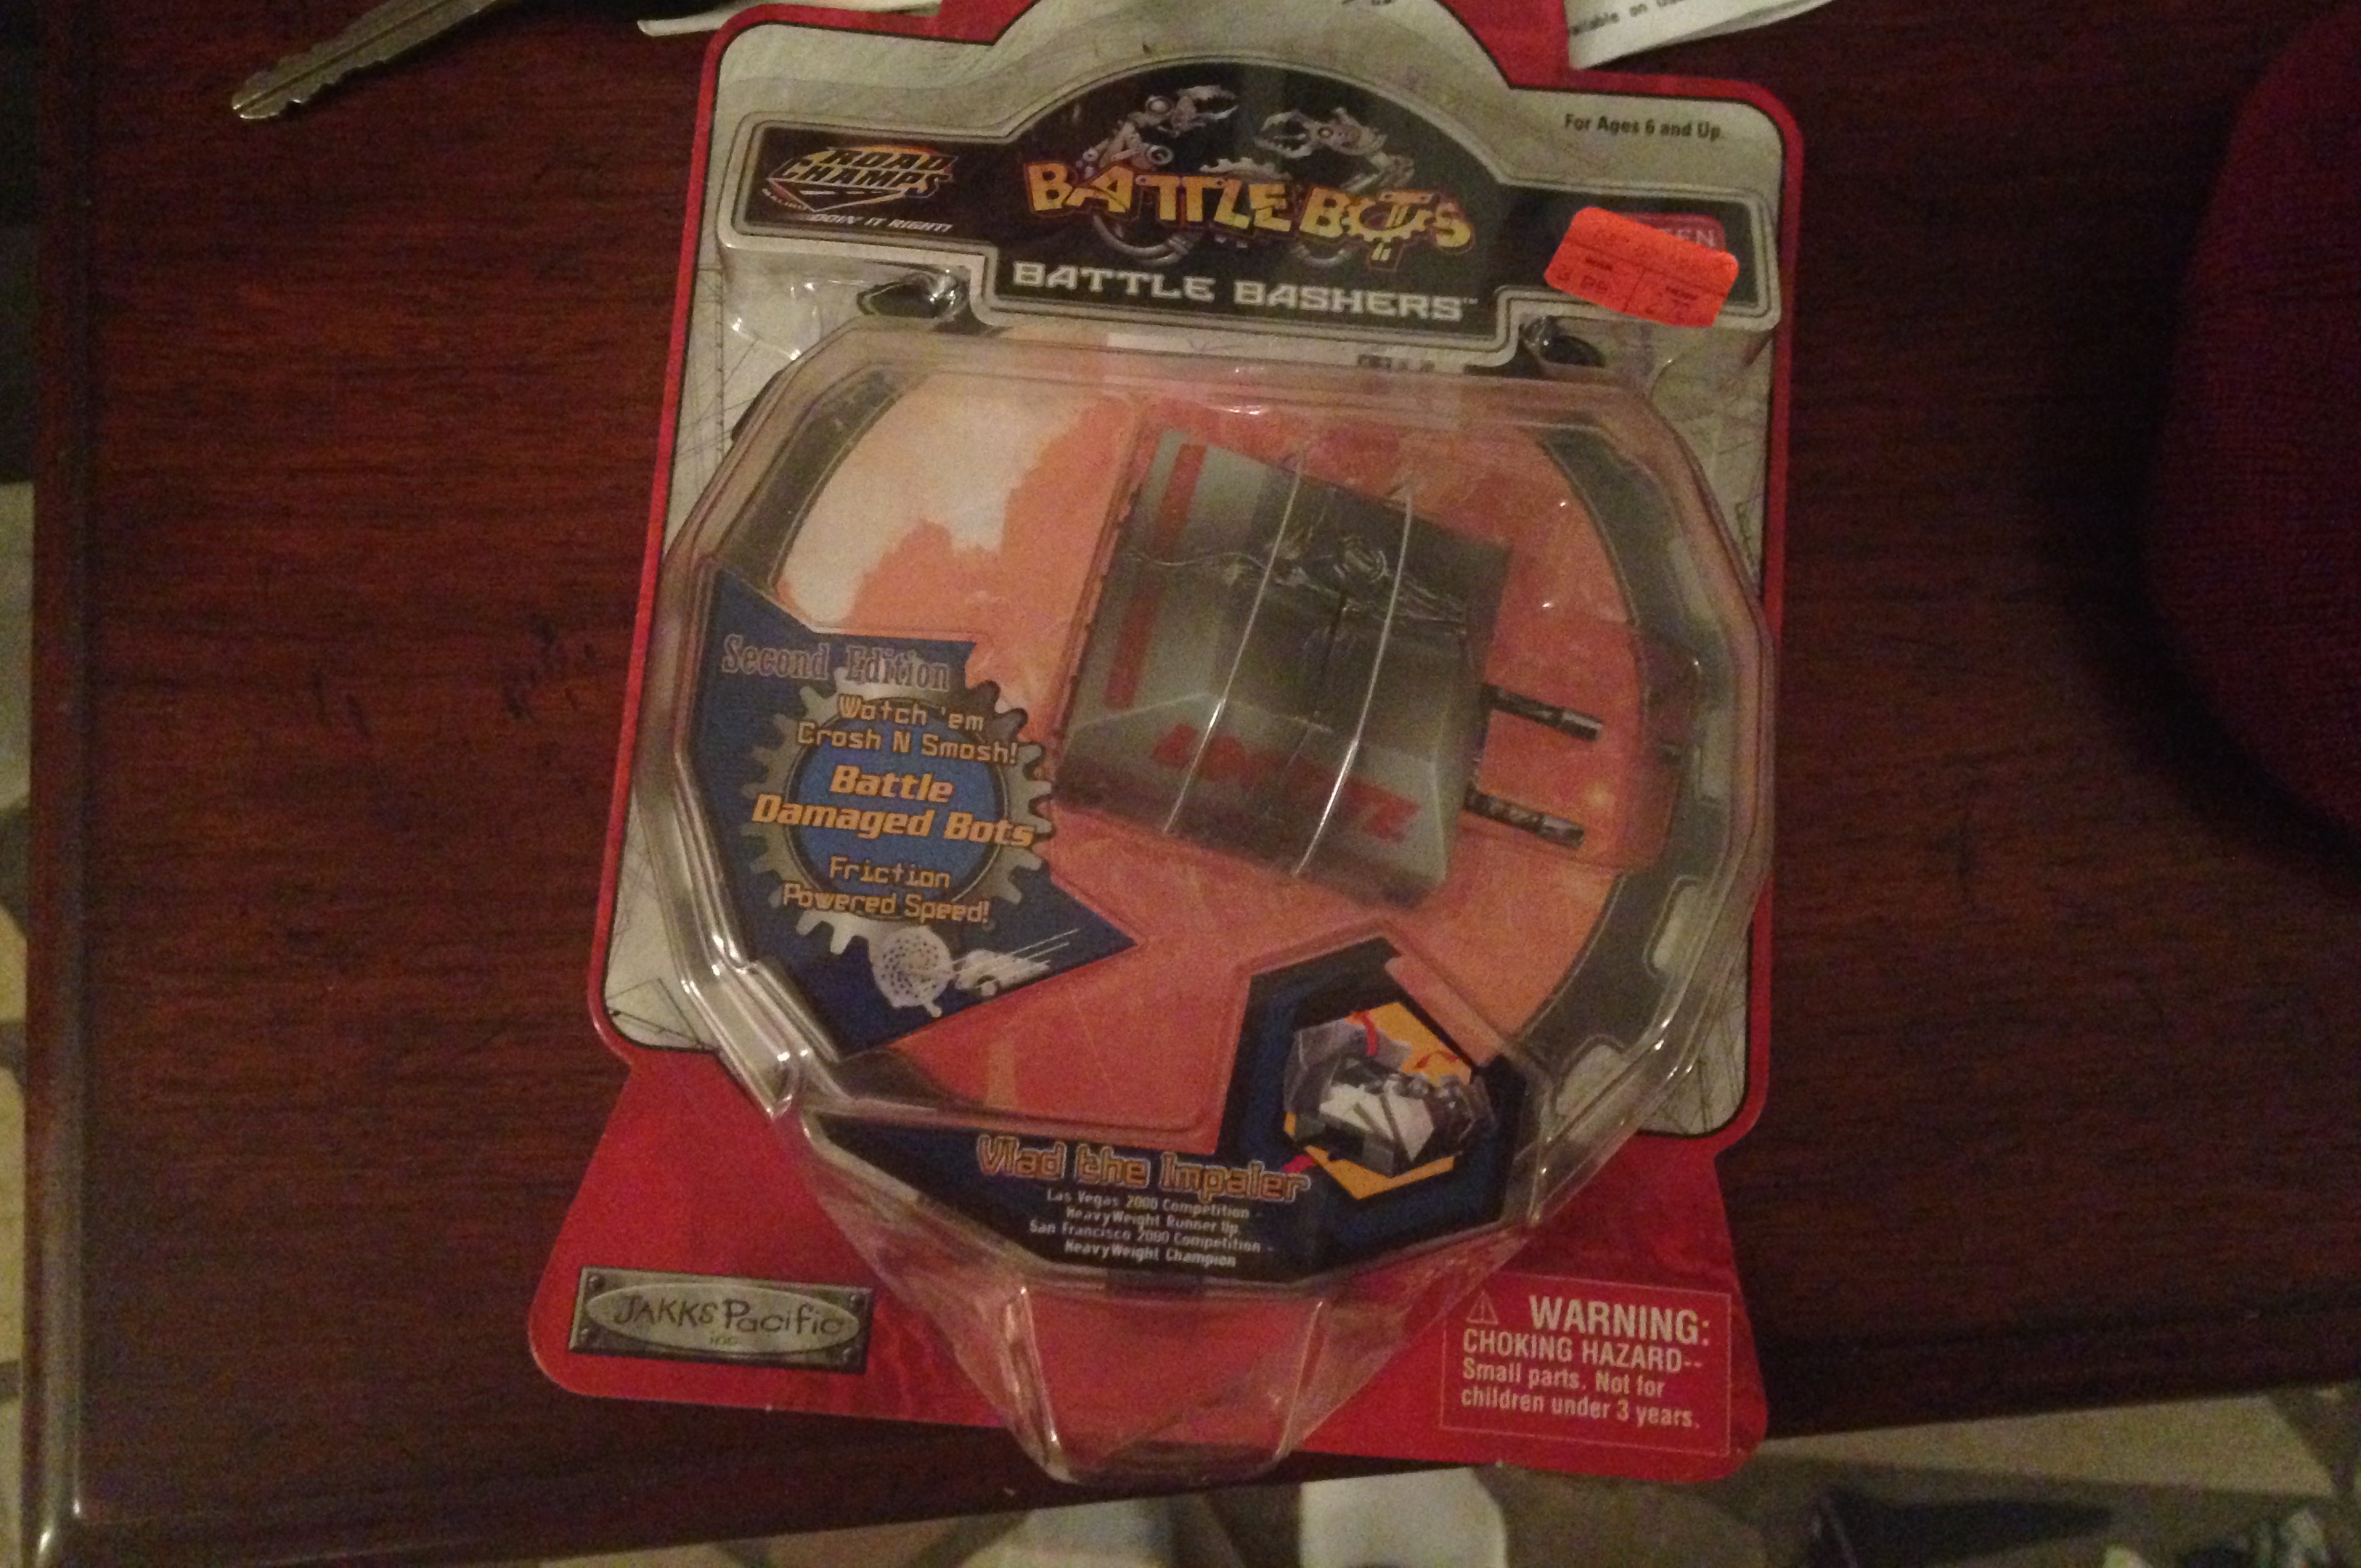 For Ages 6 and Up.
ROAD
CHAMPS
DOIN' IT RIGHT!
BATTLEBOTS
BATTLE BASHERS™
Second Edition
Watch 'em
Crash N Smash!
Battle
Damaged Bots
Friction
Powered Speed!
Vlad the Impaler
Las Vegas 2000 Competition -
HeavyWeight Runner Up
San Francisco 2000 Competition -
HeavyWeight Champion
JAKKS Pacific
inc.
WARNING:
CHOKING HAZARD--
Small parts. Not for
children under 3 years.